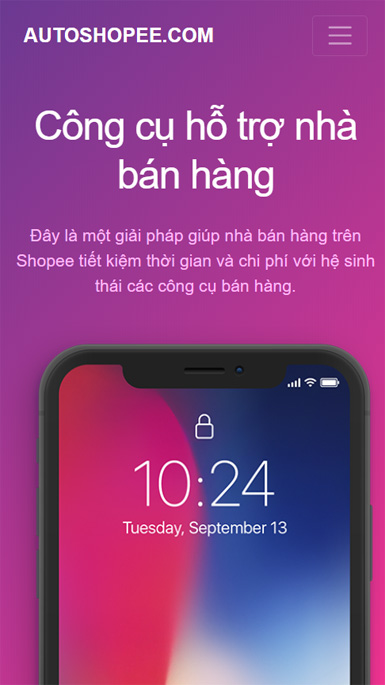 AUTOSHOPEE.COM
Công cụ hỗ trợ nhà
bán hàng
Đây là một giải pháp giúp nhà bán hàng trên
Shopee tiết kiệm thời gian và chi phí với hệ sinh
thái các công cụ bán hàng.
10:24
Tuesday, September 13